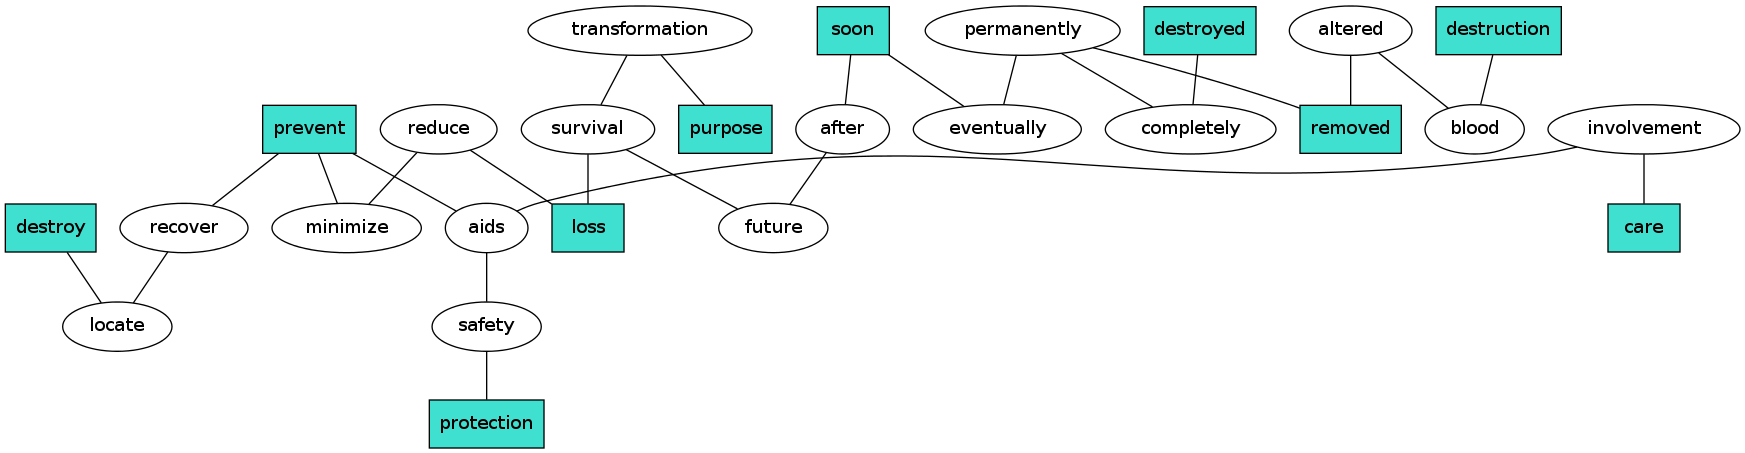 transformation
soon
permanently
destroyed
altered
destruction
prevent
reduce
survival
purpose
after
eventually
completely
removed
blood
involvement
destroy
recover
minimize
aids
loss
future
care
locate
safety
protection